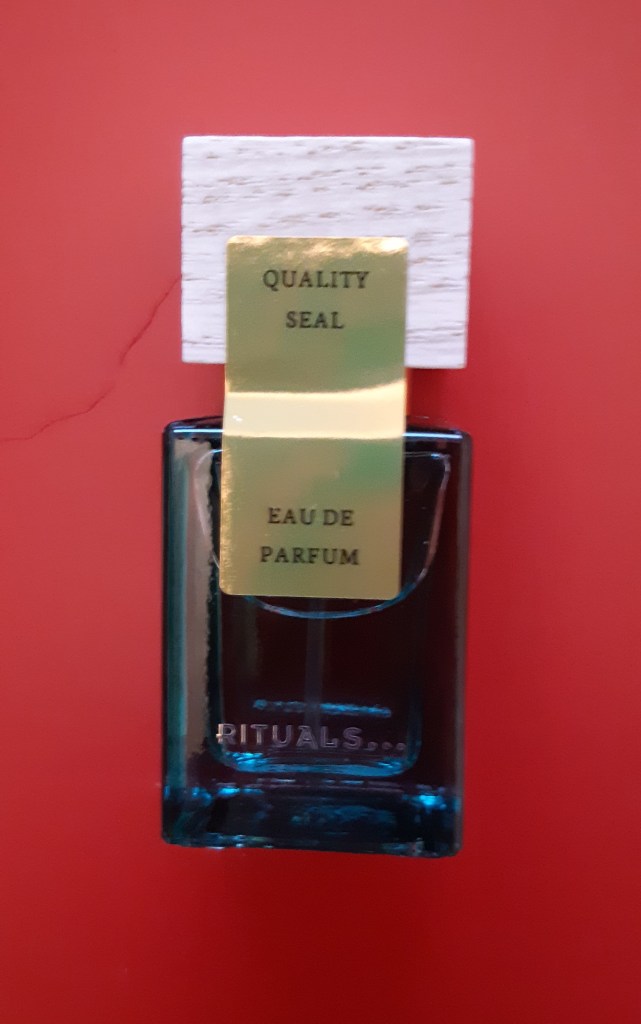 QUALITY
SEAL
EAU DE
PARFUM
RITUALS...